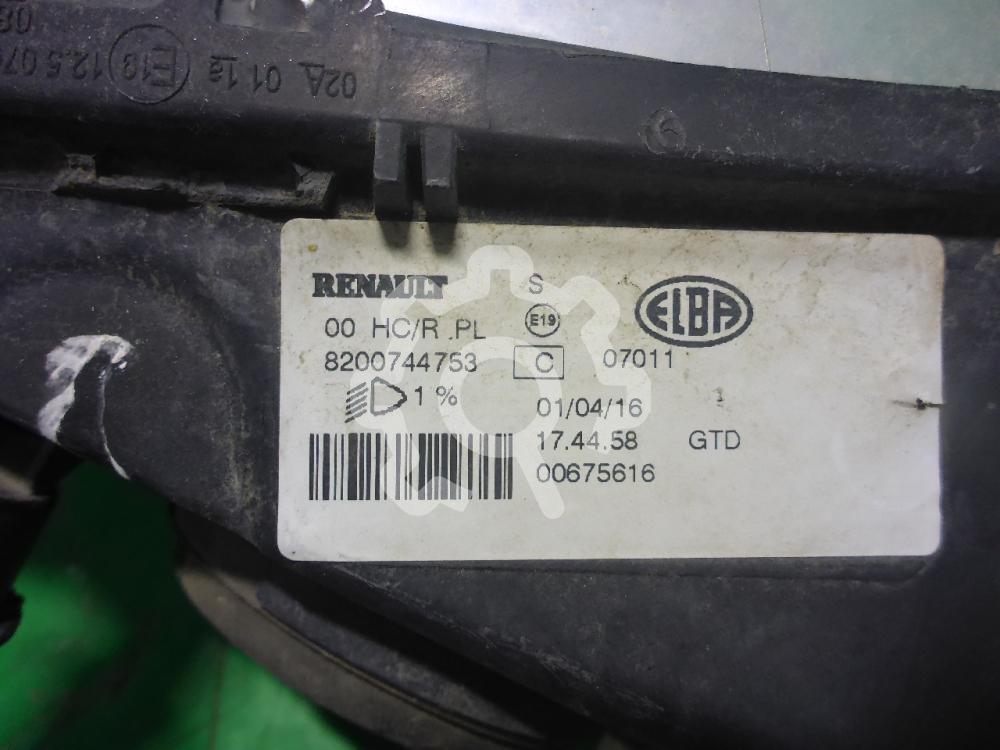 02A 01 1a E19 12.5 07
RENAULT S
00 HC/R .PL E19 ELBA
8200744753 C 07011
1 %
01/04/16
17.44.58 GTD
00675616